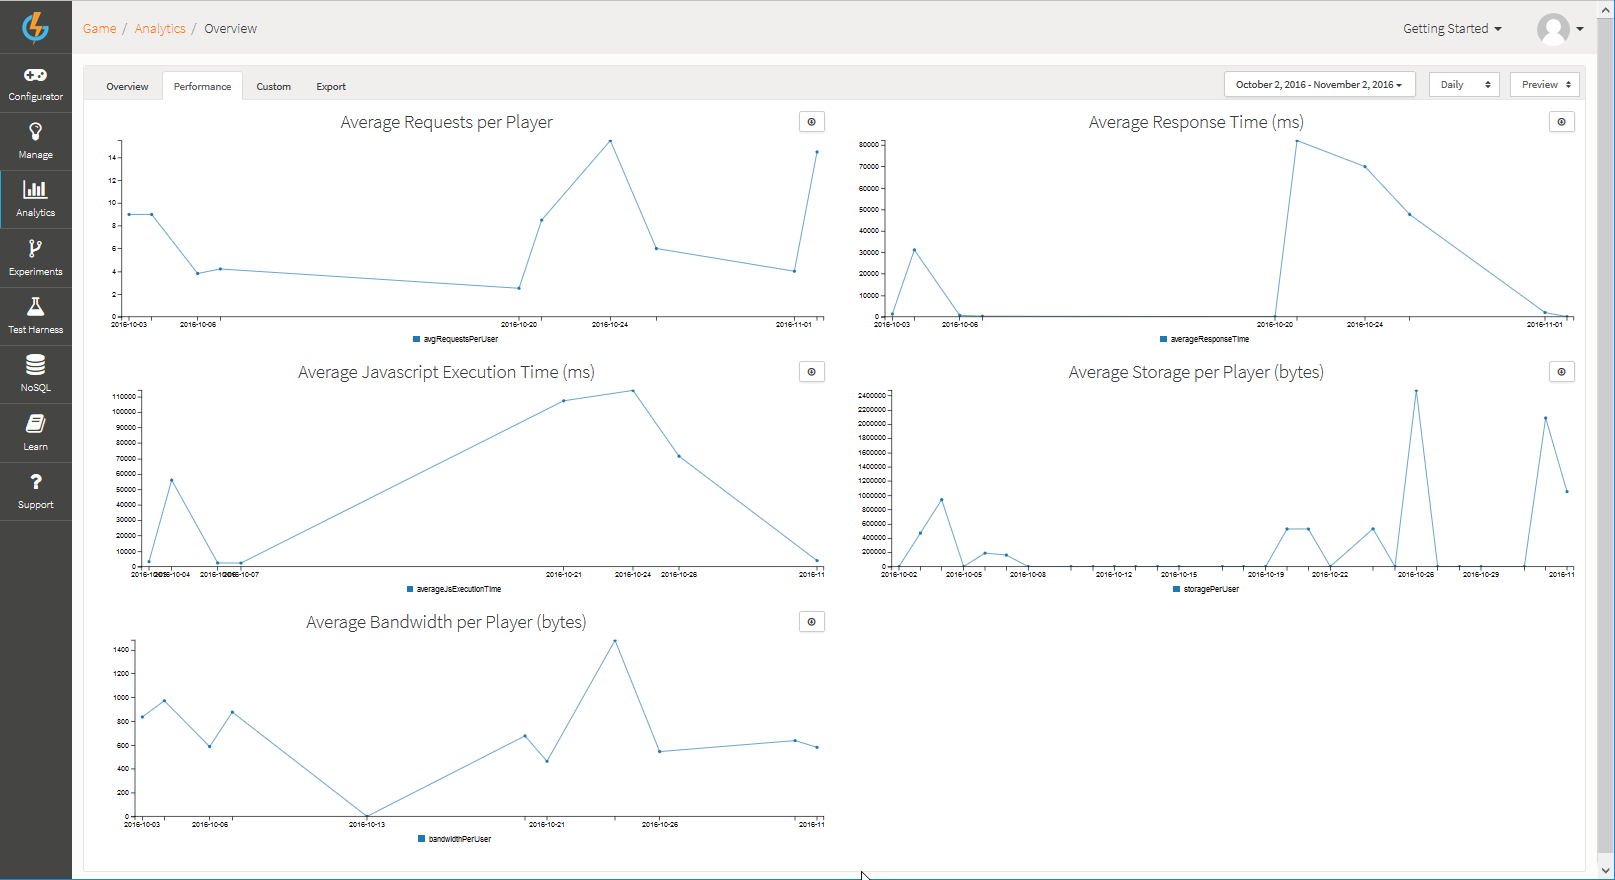 Game / Analytics / Overview
Getting Started
Configurator
Manage
Analytics
Experiments
Test Harness
NoSQL
Learn
Support
Overview
Performance
Custom
Export
October 2, 2016 - November 2, 2016
Daily
Preview
Average Requests per Player
14
12
10
8
6
4
2
0
2016-10-03 2016-10-06 2016-10-20 2016-10-24 2016-11-01
avgRequestsPerUser
Average Response Time (ms)
80000
70000
60000
50000
40000
30000
20000
10000
0
2016-10-03 2016-10-06 2016-10-20 2016-10-24 2016-11-01
averageResponseTime
Average Javascript Execution Time (ms)
110000
100000
90000
80000
70000
60000
50000
40000
30000
20000
10000
0
2016-10-04 2016-10-07 2016-10-21 2016-10-24 2016-10-26 2016-11
averageJsExecutionTime
Average Storage per Player (bytes)
2400000
2200000
2000000
1800000
1600000
1400000
1200000
1000000
800000
600000
400000
200000
0
2016-10-02 2016-10-05 2016-10-08 2016-10-12 2016-10-15 2016-10-19 2016-10-22 2016-10-26 2016-10-29 2016-11
storagePerUser
Average Bandwidth per Player (bytes)
1400
1200
1000
800
600
400
200
0
2016-10-03 2016-10-06 2016-10-13 2016-10-21 2016-10-26 2016-11
bandwidthPerUser